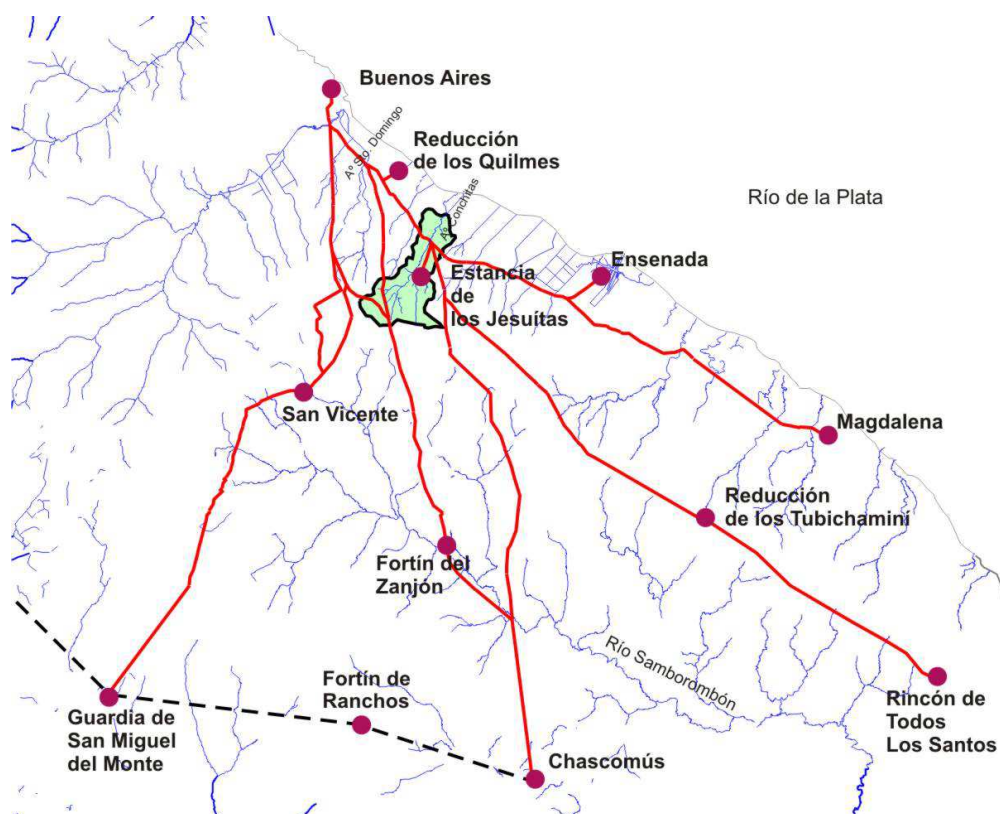 Buenos Aires
Aº Sto. Domingo
Reducción
de los Quilmes
Aº Conchitas
Río de la Plata
Ensenada
Estancia
de
los Jesuítas
San Vicente
Magdalena
Reducción
de los Tubichaminí
Fortín del
Zanjón
Río Samborombón
Fortín de
Ranchos
Guardia de
San Miguel
del Monte
Rincón de
Todos
Los Santos
Chascomús